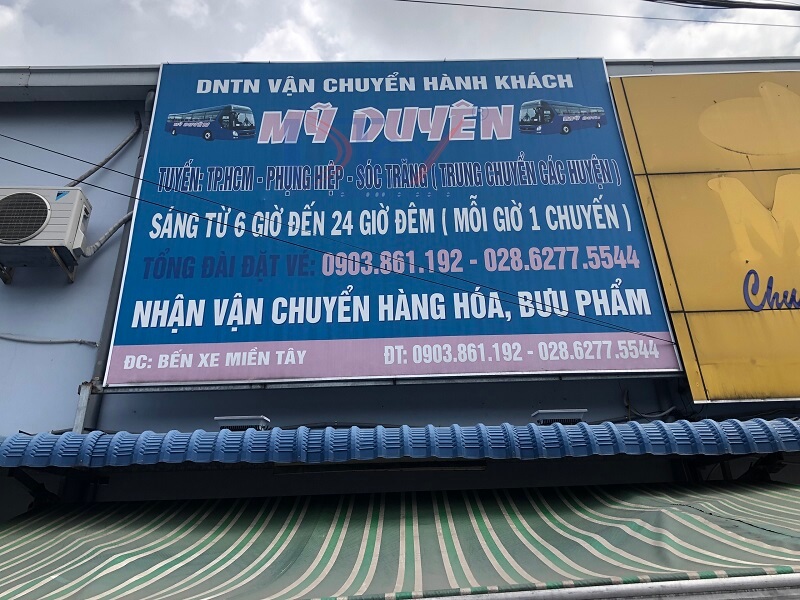 DNTN VẬN CHUYỂN HÀNH KHÁCH
MỸ DUYÊN
TUYẾN: TP.HCM - PHỤNG HIỆP - SÓC TRĂNG ( TRUNG CHUYỂN CÁC HUYỆN )
SÁNG TỪ 6 GIỜ ĐẾN 24 GIỜ ĐÊM ( MỖI GIỜ 1 CHUYẾN )
TỔNG ĐÀI ĐẶT VÉ: 0903.861.192 - 028.6277.5544
NHẬN VẬN CHUYỂN HÀNG HÓA, BƯU PHẨM
ĐC: BẾN XE MIỀN TÂY ĐT: 0903.861.192 - 028.6277.5544
DAIKIN
M
Chu